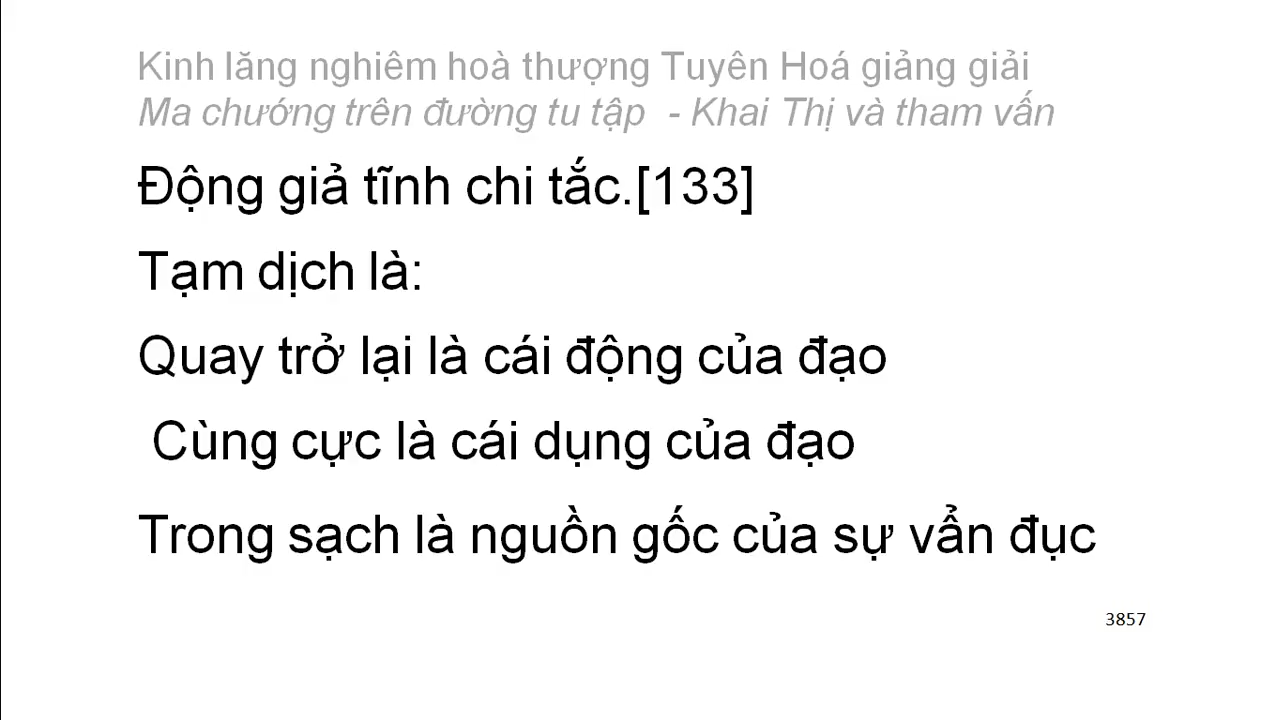 Kinh lăng nghiêm hoà thượng Tuyên Hoá giảng giải
Ma chướng trên đường tu tập  - Khai Thị và tham vấn
Động giả tĩnh chi tắc.[133]
Tạm dịch là:
Quay trở lại là cái động của đạo
Cùng cực là cái dụng của đạo
Trong sạch là nguồn gốc của sự vẩn đục
3857